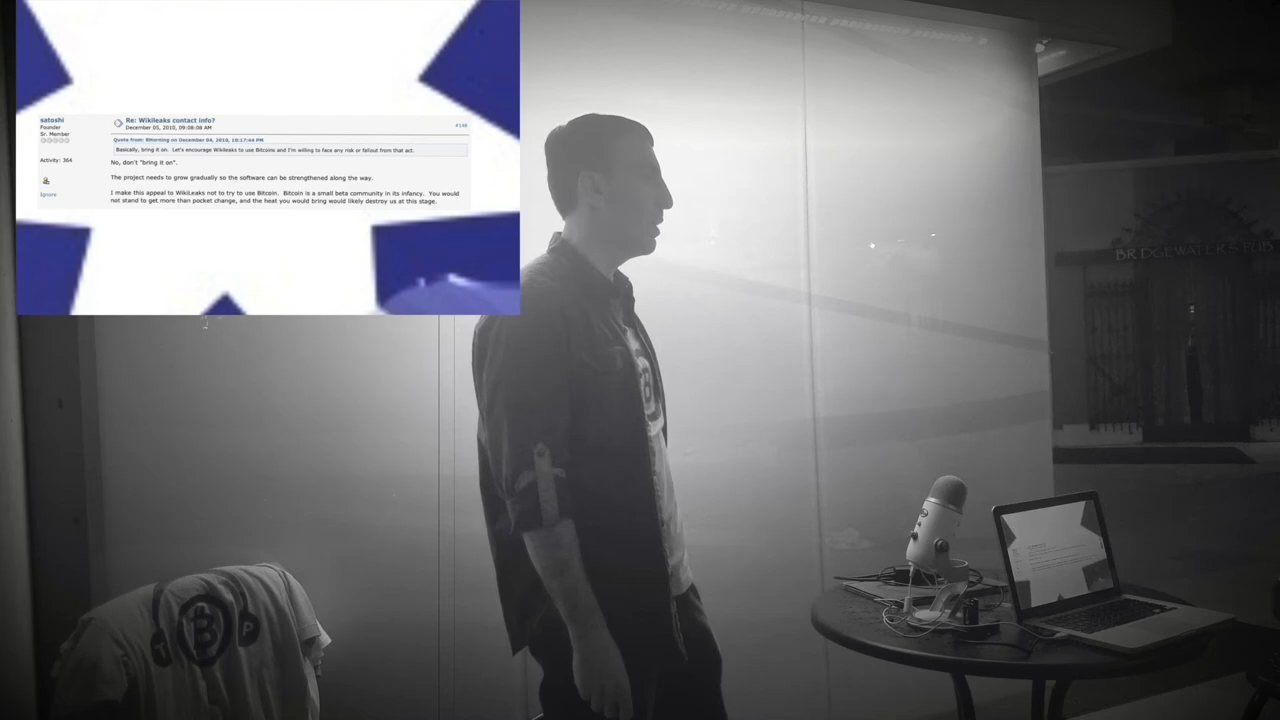 satoshi
Founder
Sr. Member
Activity: 364
Ignore
Re: Wikileaks contact info?
December 05, 2010, 09:08:08 AM
#148
Quote from: RHorning on December 04, 2010, 10:17:44 PM
Basically, bring it on. Let's encourage Wikileaks to use Bitcoins and I'm willing to face any risk or fallout from that act.
No, don't "bring it on".
The project needs to grow gradually so the software can be strengthened along the way.
I make this appeal to WikiLeaks not to try to use Bitcoin. Bitcoin is a small beta community in its infancy. You would
not stand to get more than pocket change, and the heat you would bring would likely destroy us at this stage.
BRIDGEWATERS PUB
T B P